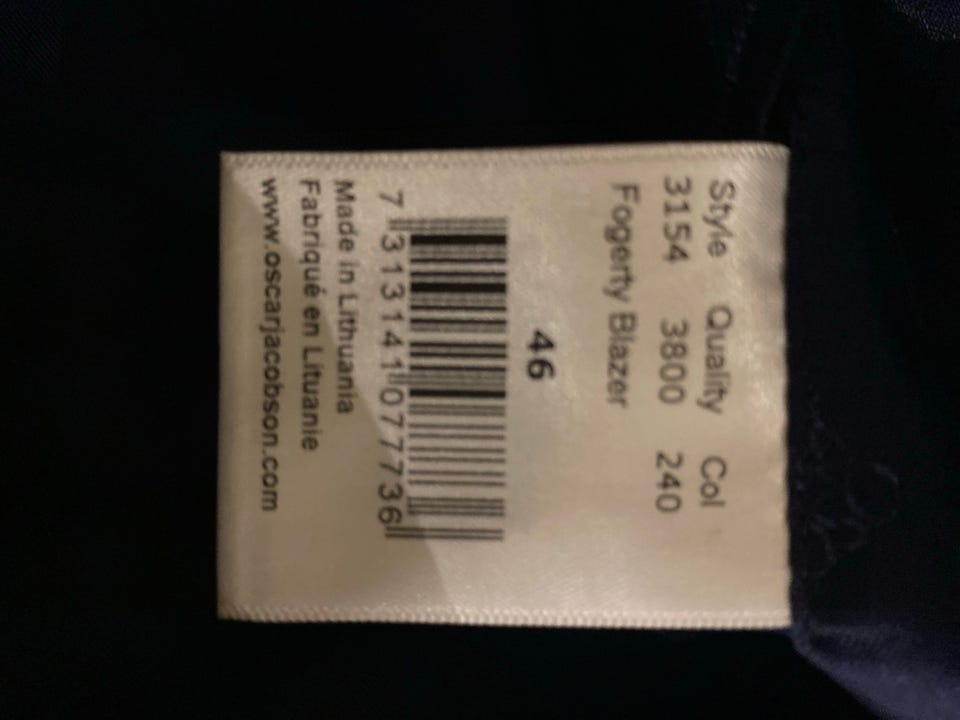 Style Quality Col
3154 3800 240
Fogerty Blazer
46
7 313141 077736
Made in Lithuania
Fabriqué en Lituanie
www.oscarjacobson.com